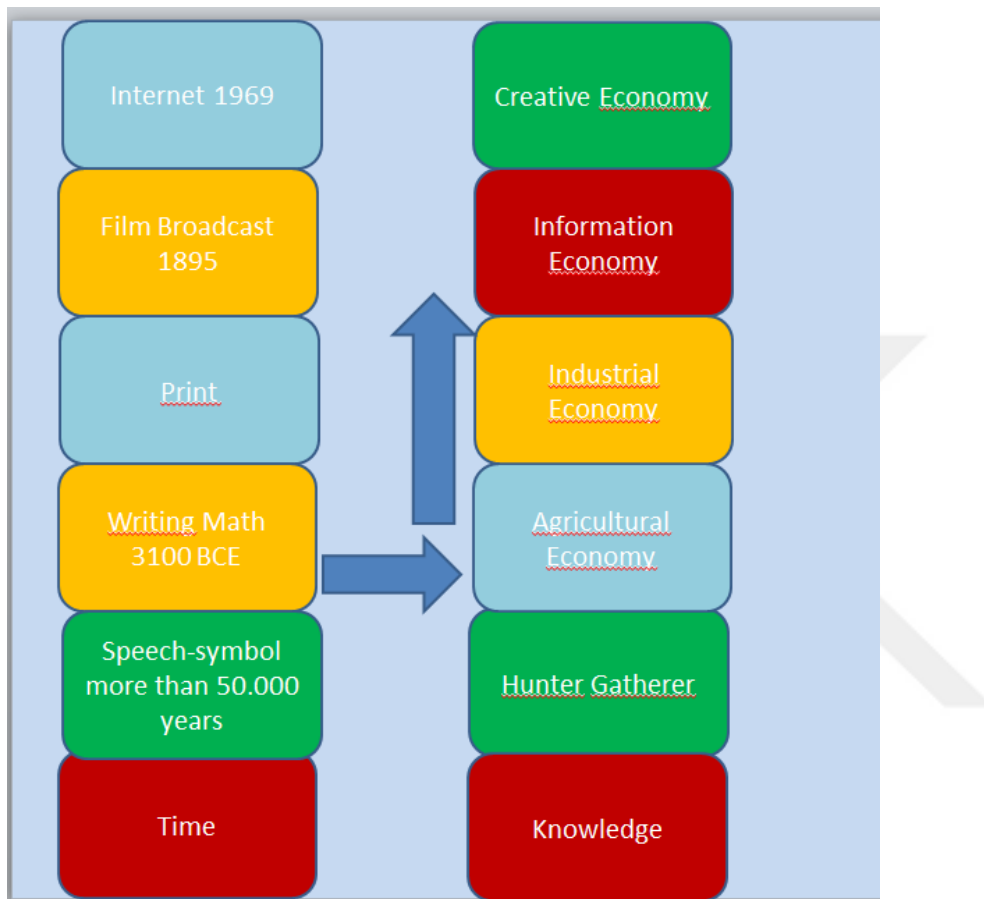 Internet 1969
Film Broadcast
1895
Print
Writing Math
3100 BCE
Speech-symbol
more than 50.000
years
Time
Creative Economy
Information
Economy
Industrial
Economy
Agricultural
Economy
Hunter Gatherer
Knowledge